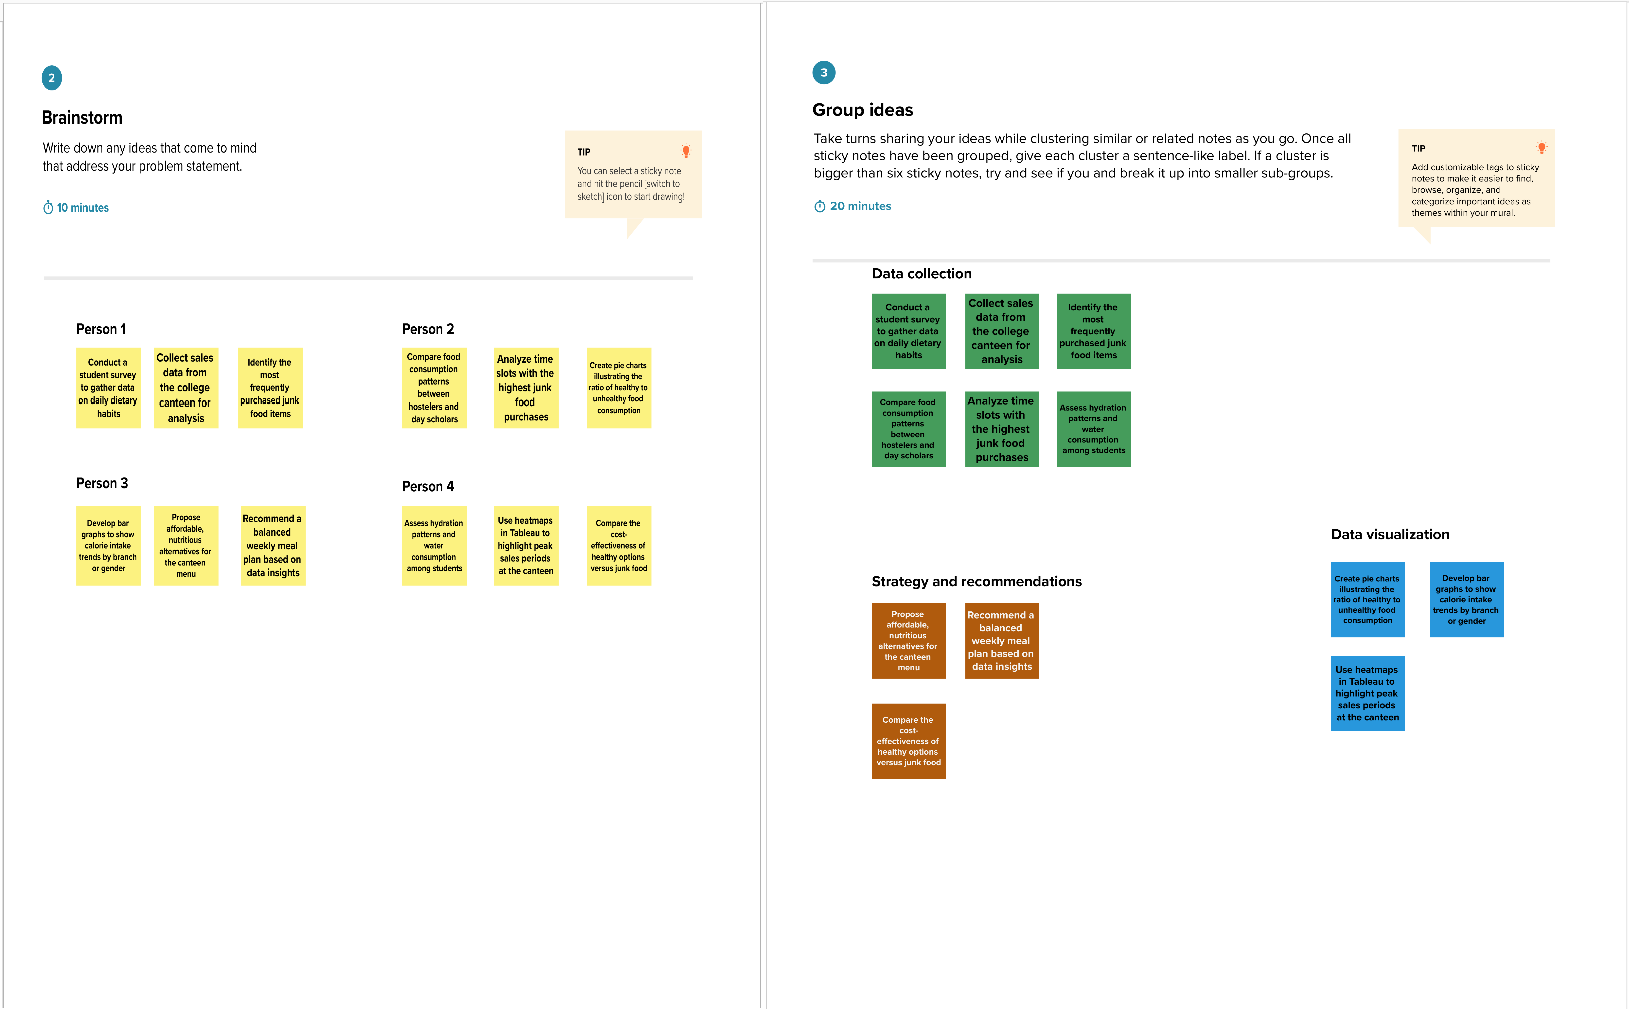 2
Brainstorm
Write down any ideas that come to mind
that address your problem statement.
10 minutes
TIP
You can select a sticky note
and hit the pencil [switch to
sketch] icon to start drawing!
Person 1
Conduct a
student survey
to gather data
on daily dietary
habits
Collect sales
data from
the college
canteen for
analysis
Identify the
most
frequently
purchased junk
food items
Person 2
Compare food
consumption
patterns
between
hostelers and
day scholars
Analyze time
slots with the
highest junk
food
purchases
Create pie charts
illustrating the
ratio of healthy to
unhealthy food
consumption
Person 3
Develop bar
graphs to show
calorie intake
trends by branch
or gender
Propose
affordable,
nutritious
alternatives for
the canteen
menu
Recommend a
balanced
weekly meal
plan based on
data insights
Person 4
Assess hydration
patterns and
water
consumption
among students
Use heatmaps
in Tableau to
highlight peak
sales periods
at the canteen
Compare the
cost-
effectiveness of
healthy options
versus junk food
3
Group ideas
Take turns sharing your ideas while clustering similar or related notes as you go. Once all
sticky notes have been grouped, give each cluster a sentence-like label. If a cluster is
bigger than six sticky notes, try and see if you and break it up into smaller sub-groups.
20 minutes
TIP
Add customizable tags to sticky
notes to make it easier to find,
browse, organize, and
categorize important ideas as
themes within your mural.
Data collection
Conduct a
student survey
to gather data
on daily dietary
habits
Collect sales
data from
the college
canteen for
analysis
Identify the
most
frequently
purchased junk
food items
Compare food
consumption
patterns
between
hostelers and
day scholars
Analyze time
slots with
the highest
junk food
purchases
Assess hydration
patterns and
water
consumption
among students
Strategy and recommendations
Propose
affordable,
nutritious
alternatives for
the canteen
menu
Recommend a
balanced
weekly meal
plan based on
data insights
Compare the
cost-
effectiveness of
healthy options
versus junk food
Data visualization
Create pie charts
illustrating the
ratio of healthy to
unhealthy food
consumption
Develop bar
graphs to show
calorie intake
trends by branch
or gender
Use heatmaps
in Tableau to
highlight peak
sales periods
at the canteen